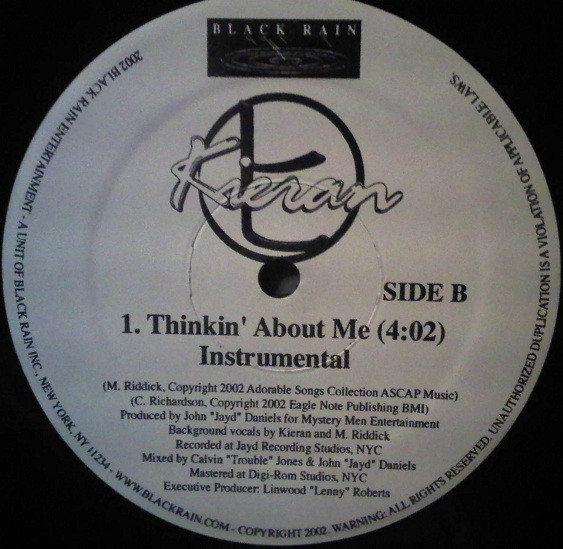 BLACK RAIN
Kieran
SIDE B
1. Thinkin' About Me (4:02)
Instrumental
(M. Riddick, Copyright 2002 Adorable Songs Collection ASCAP Music)
(C. Richardson, Copyright 2002 Eagle Note Publishing BMI)
Produced by John "Jayd" Daniels for Mystery Men Entertainment
Background vocals by Kieran and M. Riddick
Recorded at Jayd Recording Studios, NYC
Mixed by Calvin "Trouble" Jones & John "Jayd" Daniels
Mastered at Digi-Rom Studios, NYC
Executive Producer: Linwood "Lenny" Roberts
2002 BLACK RAIN ENTERTAINMENT - A UNIT OF BLACK RAIN INC., NEW YORK, NY 11234 - WWW.BLACKRAIN.COM - COPYRIGHT 2002. WARNING: ALL RIGHTS RESERVED. UNAUTHORIZED DUPLICATION IS A VIOLATION OF APPLICABLE LAWS.